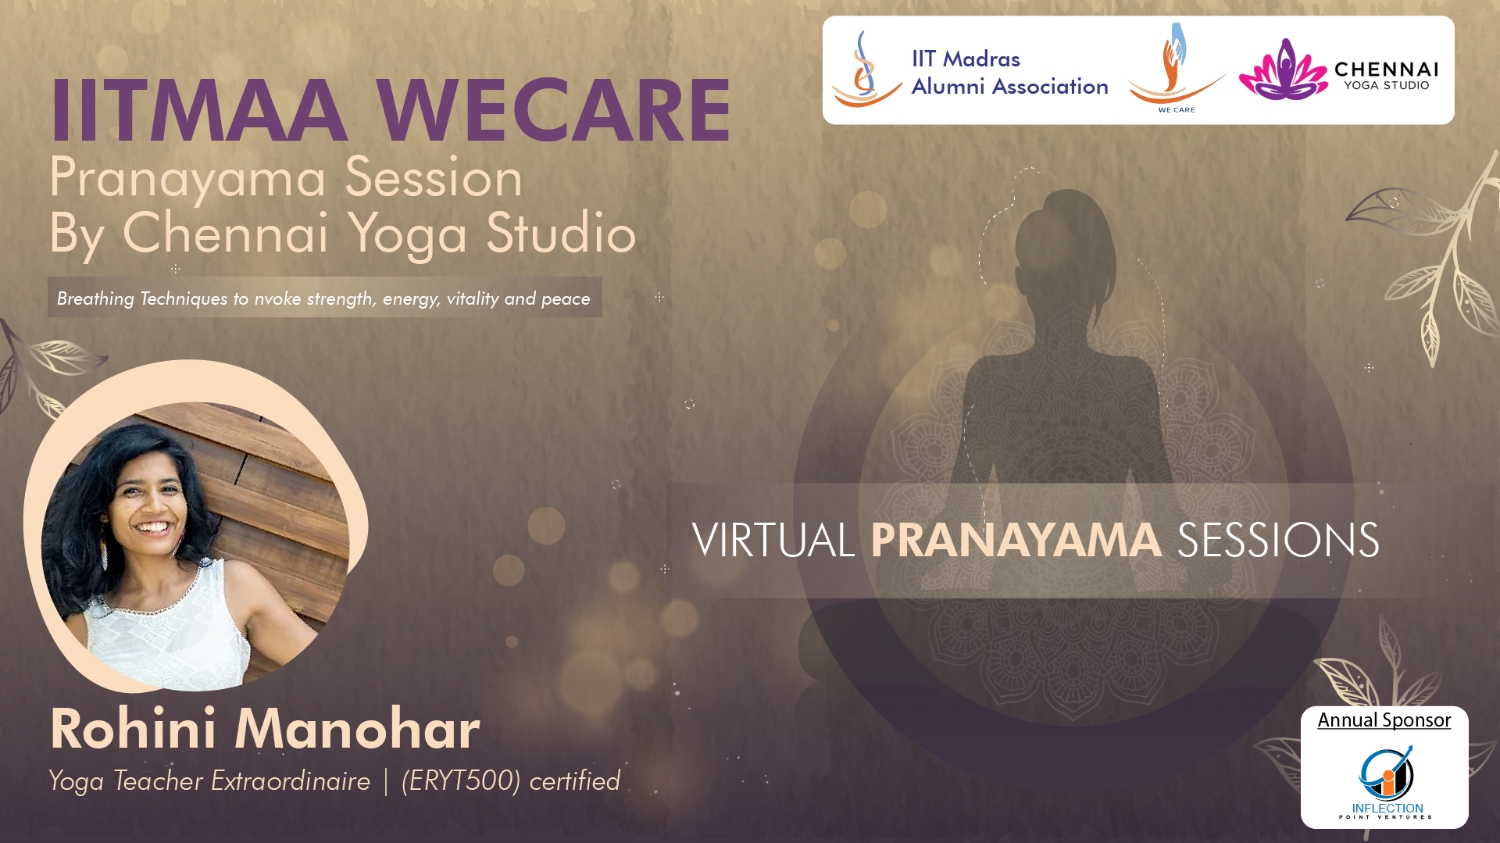 IITMAA WECARE
Pranayama Session
By Chennai Yoga Studio
Breathing Techniques to nvoke strength, energy, vitality and peace
IIT Madras
Alumni Association
WE CARE
CHENNAI
YOGA STUDIO
VIRTUAL PRANAYAMA SESSIONS
Rohini Manohar
Yoga Teacher Extraordinaire | (ERYT500) certified
Annual Sponsor
INFLECTION
POINT VENTURES